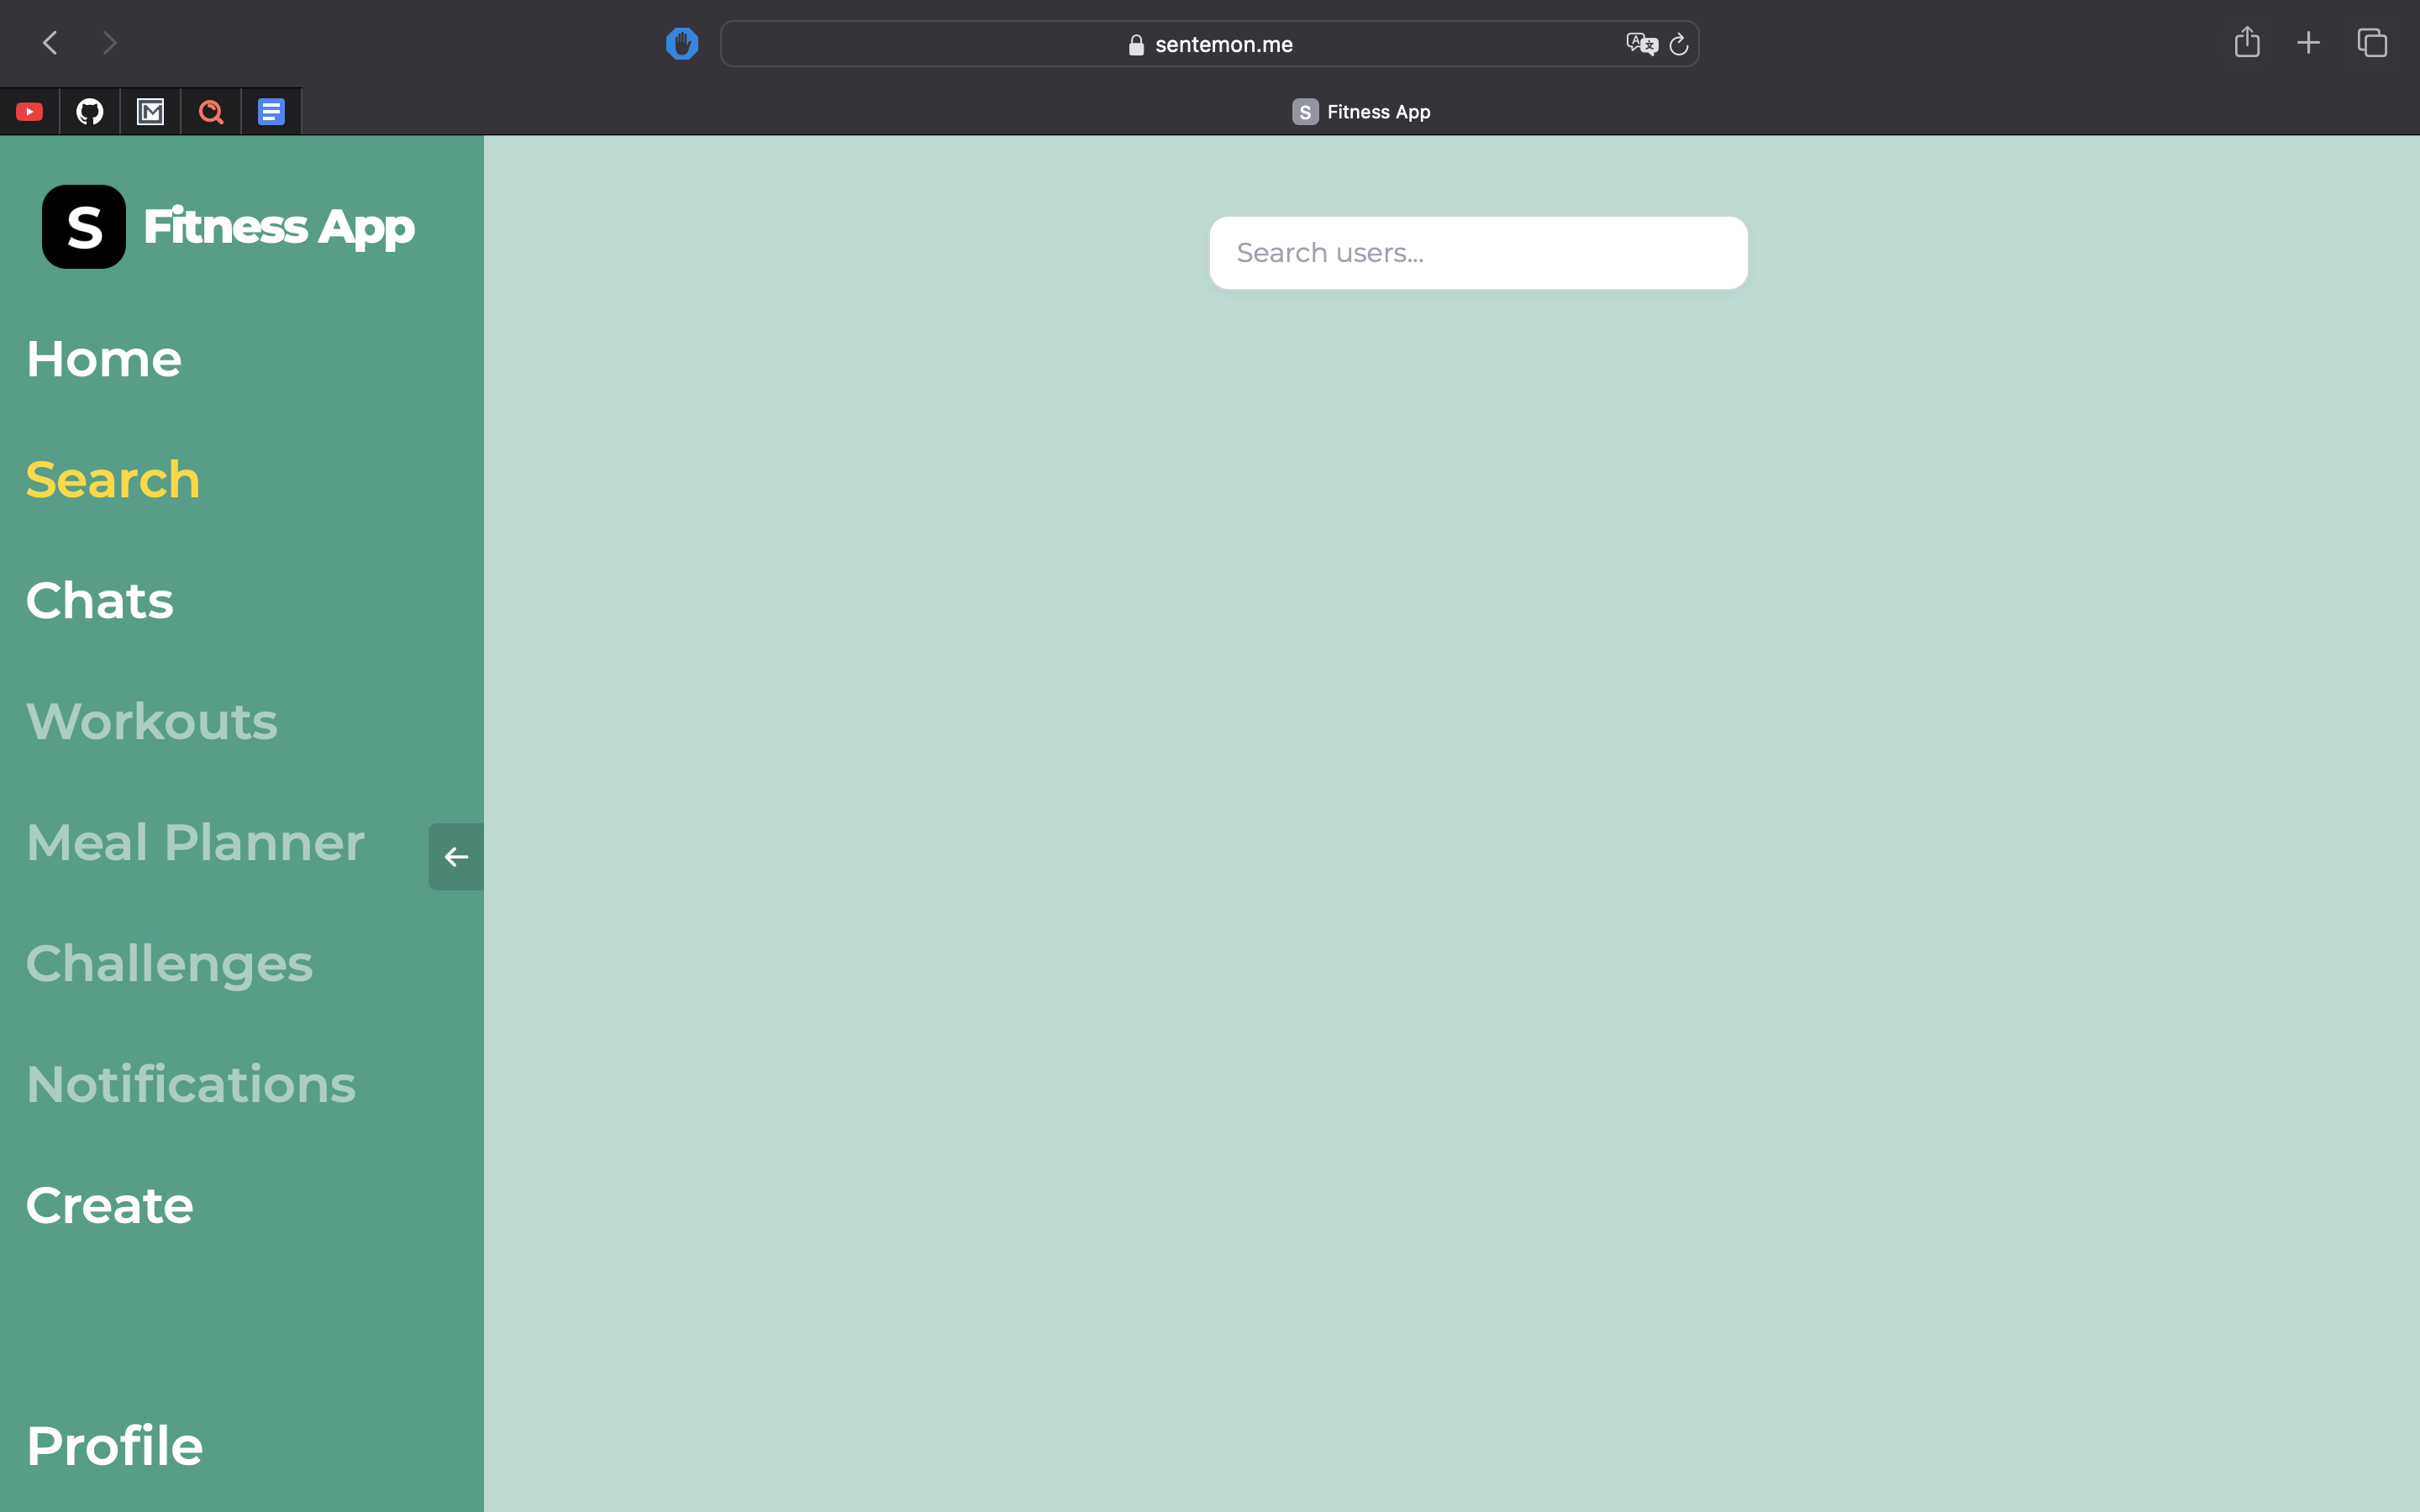 sentemon.me
S Fitness App
S Fitness App
Search users...
Home
Search
Chats
Workouts
Meal Planner
Challenges
Notifications
Create
Profile